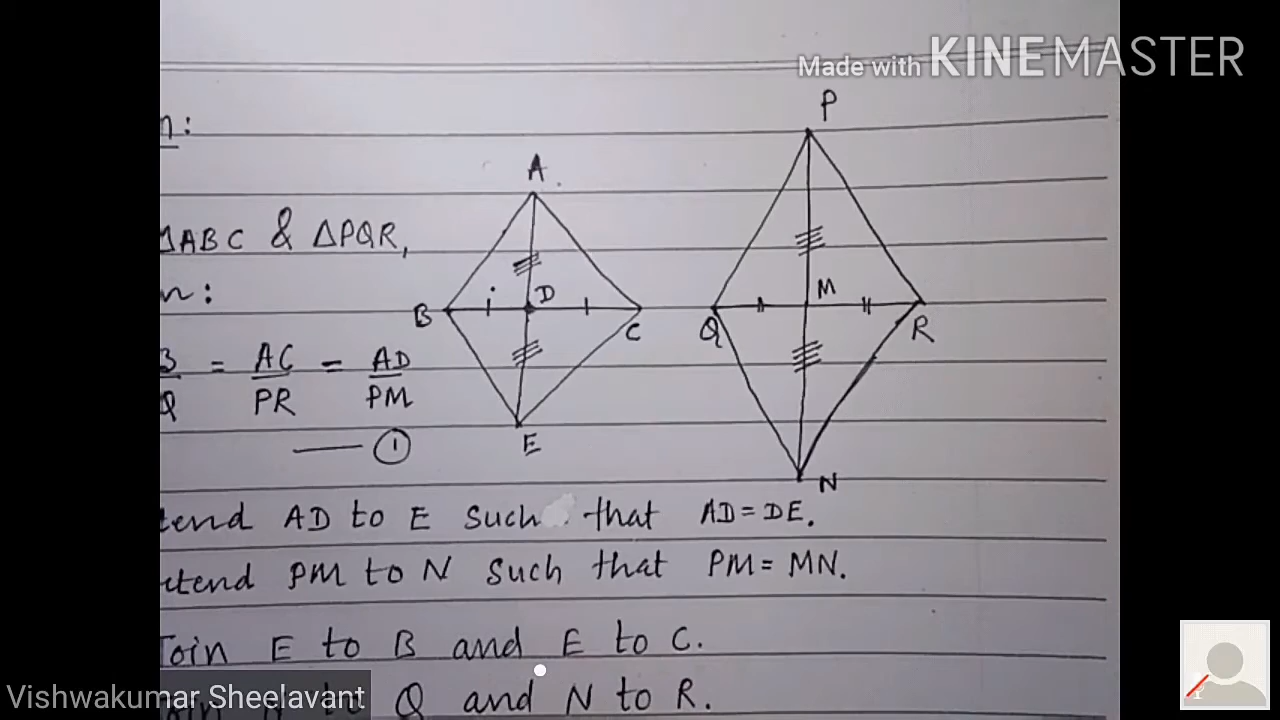 Made with KINEMASTER
n:
P
A
ΔABC & ΔPQR,
n:
B D C
Q M R
B/Q = AC/PR = AD/PM
—— ①
E
N
tend AD to E such that AD = DE.
tend PM to N such that PM = MN.
Join E to B and E to C.
to Q and N to R.
Vishwakumar Sheelavant